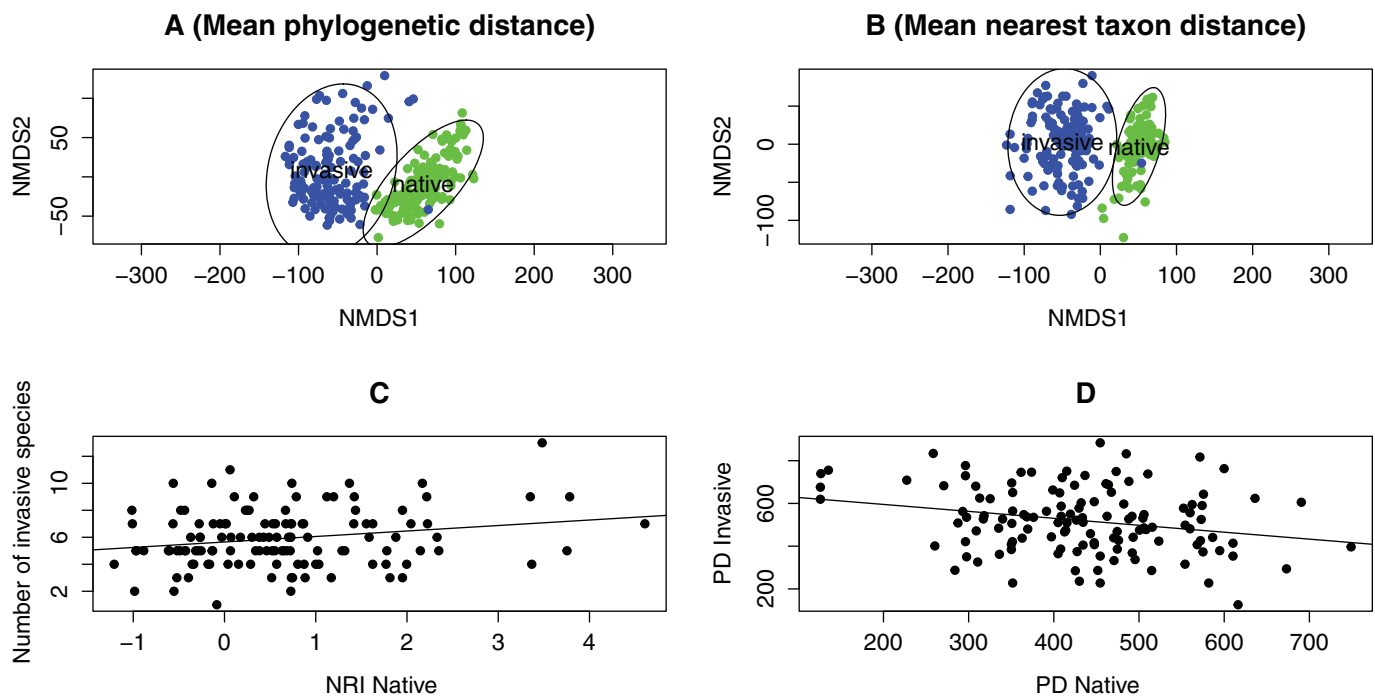 A (Mean phylogenetic distance)
NMDS2
50
−50
invasive
native
−300 −200 −100 0 100 200 300
NMDS1
B (Mean nearest taxon distance)
NMDS2
0
−100
invasive
native
−300 −200 −100 0 100 200 300
NMDS1
C
Number of invasive species
10
6
2
−1 0 1 2 3 4
NRI Native
D
PD Invasive
600
200
200 300 400 500 600 700
PD Native